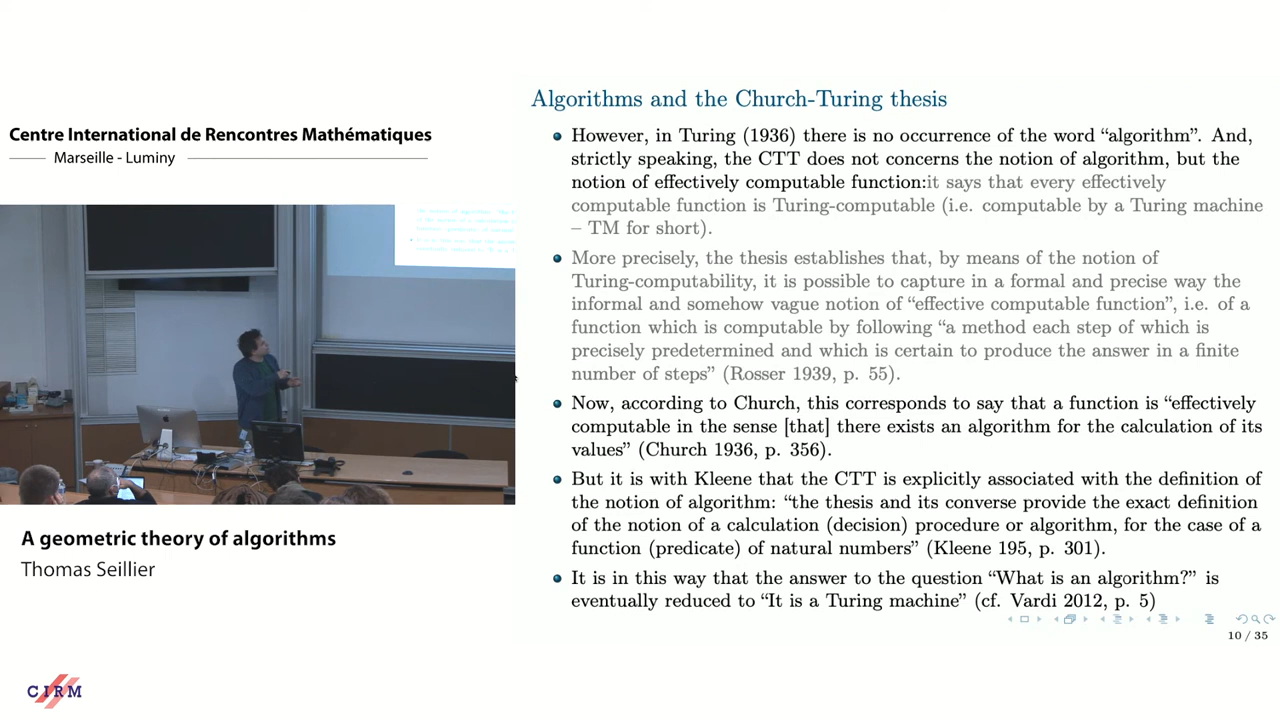 Centre International de Rencontres Mathématiques
Marseille - Luminy
A geometric theory of algorithms
Thomas Seillier
CIRM
Algorithms and the Church-Turing thesis
However, in Turing (1936) there is no occurrence of the word “algorithm”. And,
strictly speaking, the CTT does not concerns the notion of algorithm, but the
notion of effectively computable function:it says that every effectively
computable function is Turing-computable (i.e. computable by a Turing machine
– TM for short).
More precisely, the thesis establishes that, by means of the notion of
Turing-computability, it is possible to capture in a formal and precise way the
informal and somehow vague notion of “effective computable function”, i.e. of a
function which is computable by following “a method each step of which is
precisely predetermined and which is certain to produce the answer in a finite
number of steps” (Rosser 1939, p. 55).
Now, according to Church, this corresponds to say that a function is “effectively
computable in the sense [that] there exists an algorithm for the calculation of its
values” (Church 1936, p. 356).
But it is with Kleene that the CTT is explicitly associated with the definition of
the notion of algorithm: “the thesis and its converse provide the exact definition
of the notion of a calculation (decision) procedure or algorithm, for the case of a
function (predicate) of natural numbers” (Kleene 195, p. 301).
It is in this way that the answer to the question “What is an algorithm?” is
eventually reduced to “It is a Turing machine” (cf. Vardi 2012, p. 5)
10 / 35